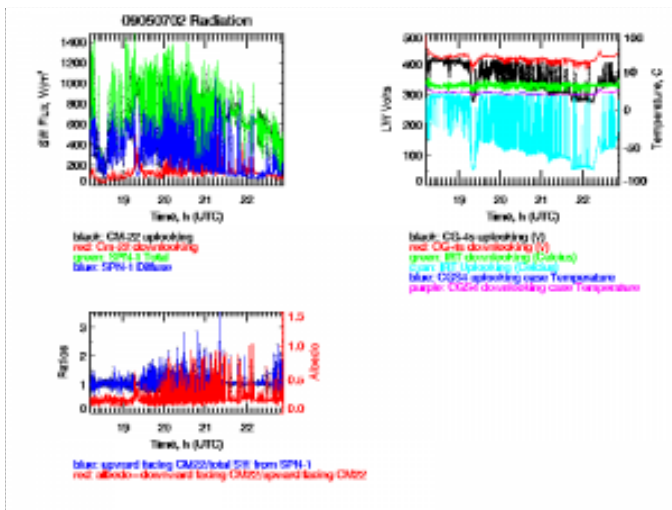 09050702 Radiation
SW Flux, W/m²
1400
1200
1000
800
600
400
200
0
19 20 21 22
Time, h (UTC)
black: CM-22 uplooking
red: Cm-22 downlooking
green: SPN-1 Total
blue: SPN-1 Diffuse
LW Volts
500
400
300
200
100
0
100
50
0
-50
-100
Temperature, C
19 20 21 22
Time, h (UTC)
black: CG-4s uplooking (V)
red: CG-4s downlooking (V)
green: IRT downlooking (Celcius)
cyan: IRT Uplooking (Celcius)
blue: CGS4 uplooking case Temperature
purple: CGS4 downlooking case Temperature
Ratios
3
2
1
0
1.5
1.0
0.5
0.0
Albedo
19 20 21 22
Time, h (UTC)
blue: upward facing CM22/total SW from SPN-1
red: albedo=downward facing CM22/upward facing CM22